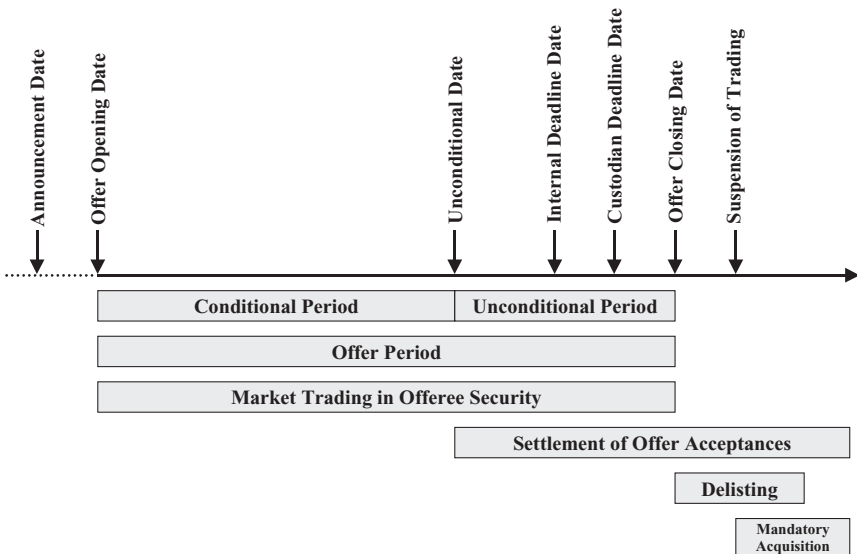 Announcement Date
Offer Opening Date
Unconditional Date
Internal Deadline Date
Custodian Deadline Date
Offer Closing Date
Suspension of Trading
Conditional Period
Unconditional Period
Offer Period
Market Trading in Offeree Security
Settlement of Offer Acceptances
Delisting
Mandatory
Acquisition